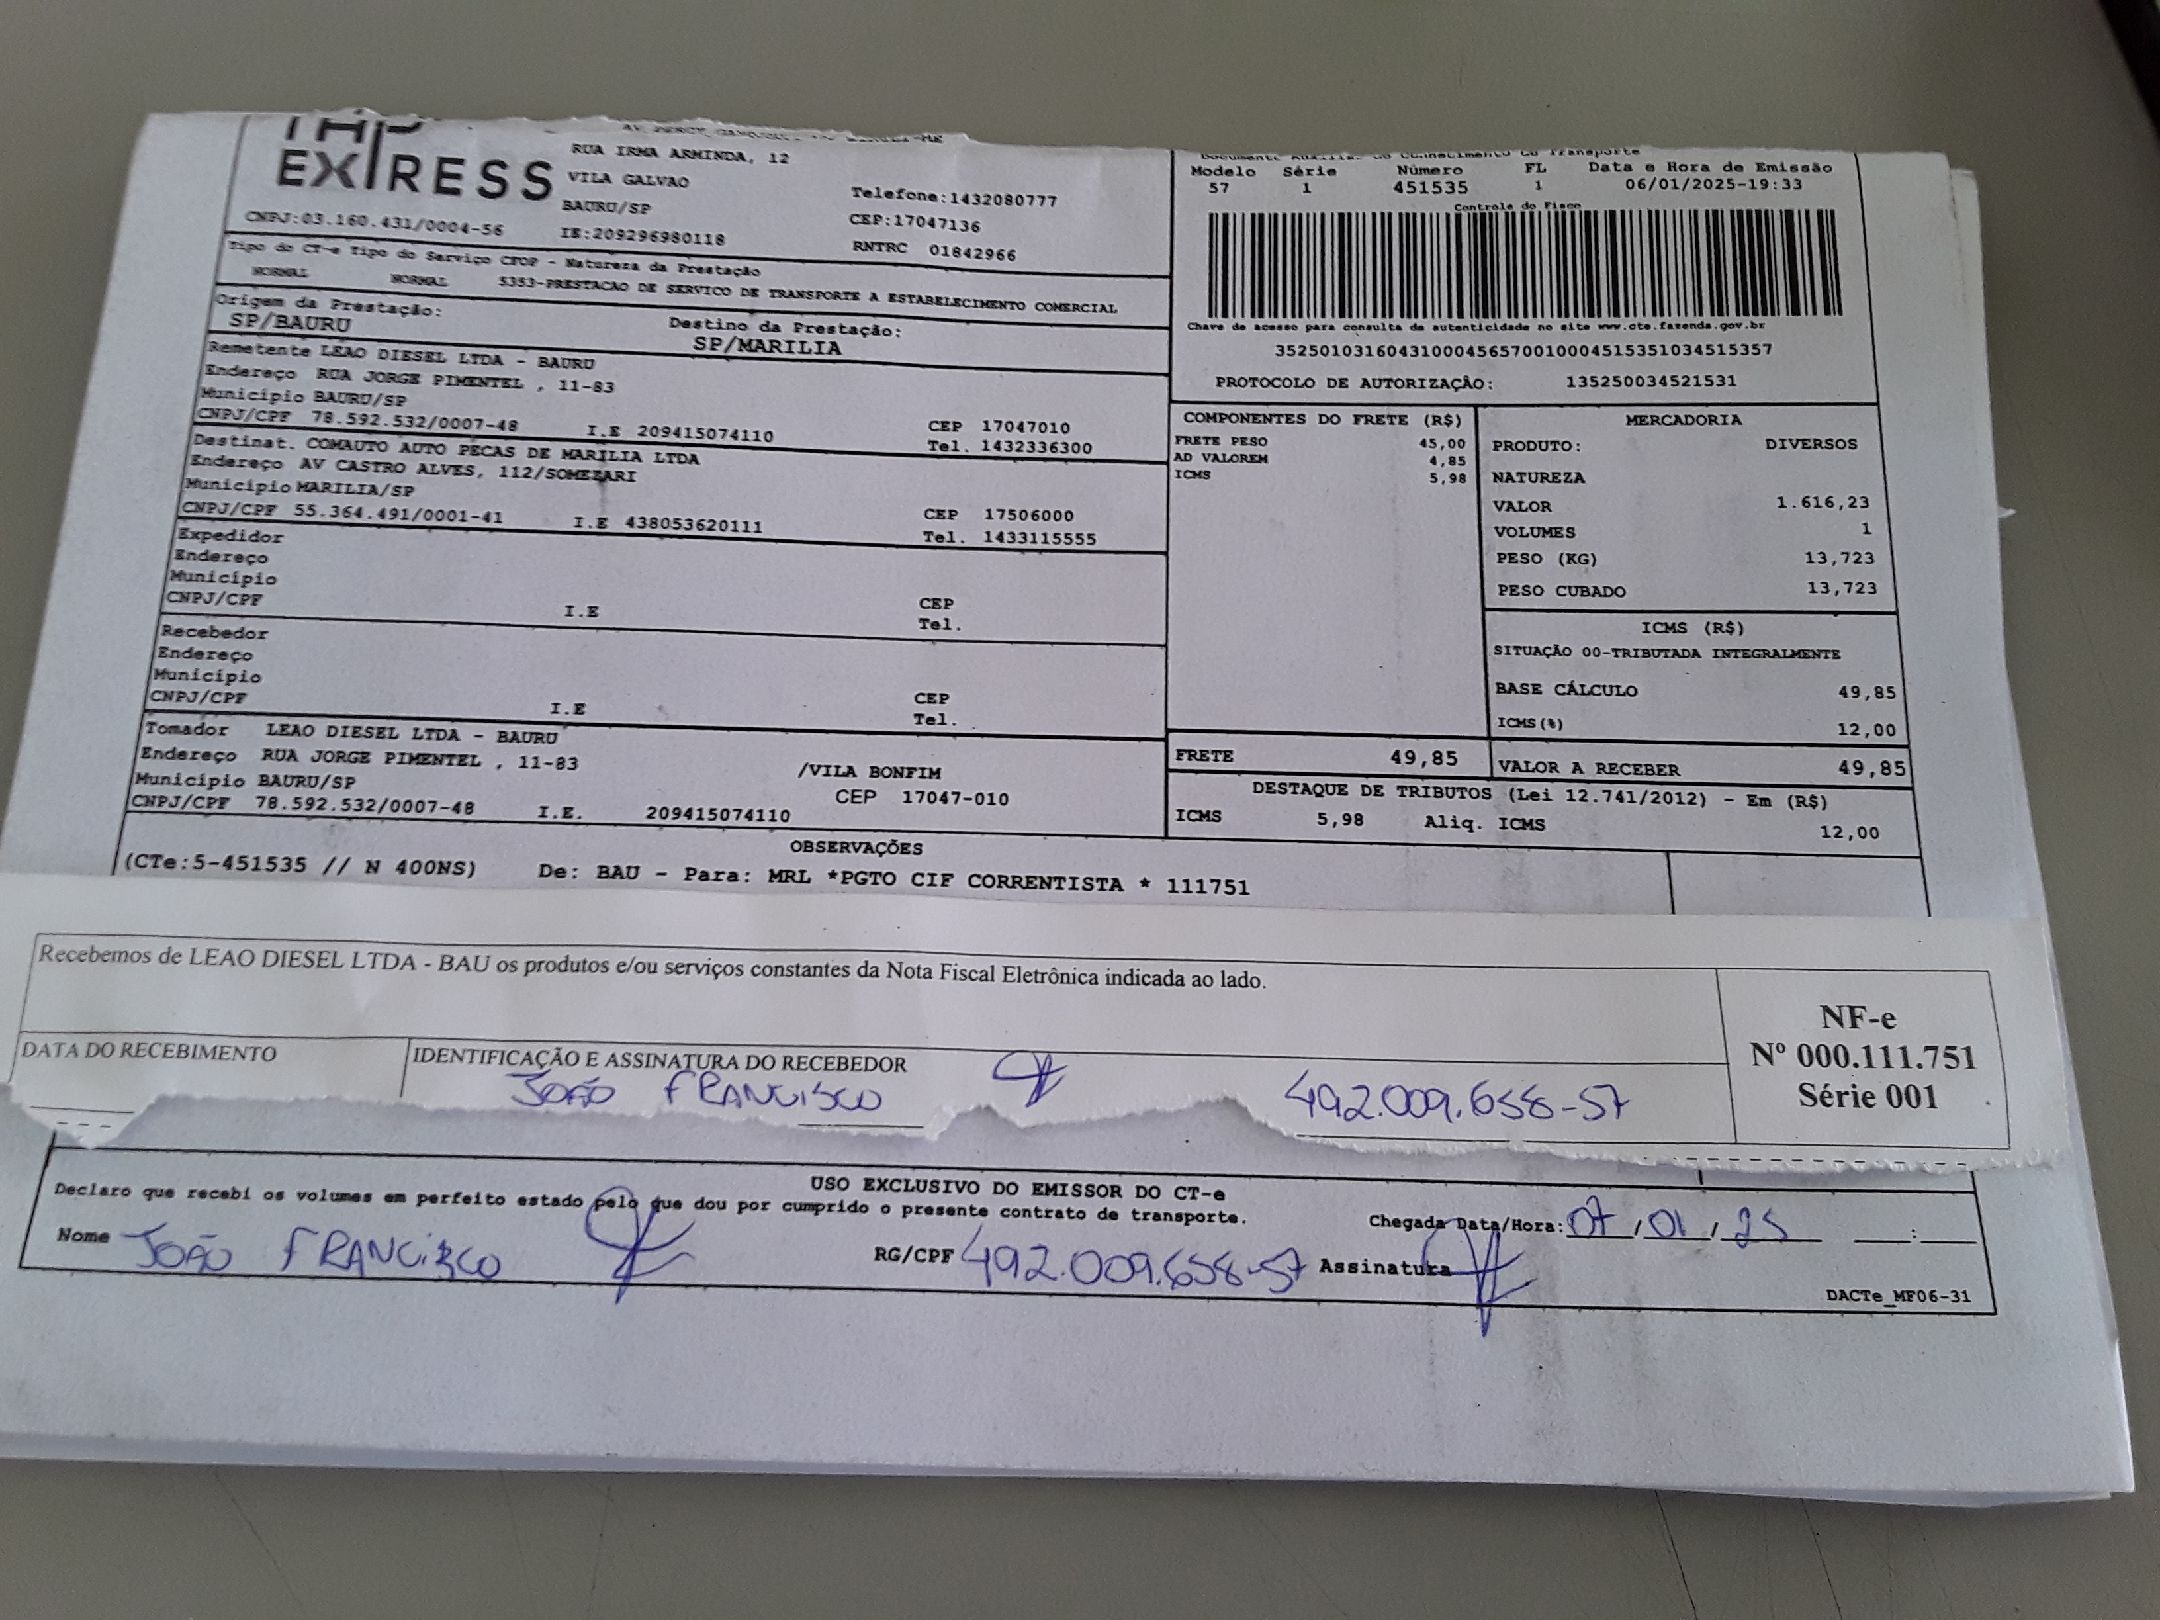 EXPRESS
RUA IRMA ARMINDA, 12
VILA GALVAO
BAURU/SP
Telefone:1432080777
CEP:17047136
CNPJ:03.160.431/0004-56 IE:209296980118 RNTRC 01842966
Tipo do CT-e Tipo do Serviço CFOP - Natureza da Prestação
NORMAL NORMAL 5353-PRESTACAO DE SERVICO DE TRANSPORTE A ESTABELECIMENTO COMERCIAL
Origem da Prestação: Destino da Prestação:
SP/BAURU SP/MARILIA
Remetente LEAO DIESEL LTDA - BAURU
Endereço RUA JORGE PIMENTEL , 11-83
Município BAURU/SP CEP 17047010
CNPJ/CPF 78.592.532/0007-48 I.E 209415074110 Tel. 1432336300
Destinat. COMAUTO AUTO PECAS DE MARILIA LTDA
Endereço AV CASTRO ALVES, 112/SOMEZARI
Município MARILIA/SP CEP 17506000
CNPJ/CPF 55.364.491/0001-41 I.E 438053620111 Tel. 1433115555
Expedidor
Endereço
Município CEP
CNPJ/CPF I.E Tel.
Recebedor
Endereço
Município CEP
CNPJ/CPF I.E Tel.
Tomador LEAO DIESEL LTDA - BAURU
Endereço RUA JORGE PIMENTEL , 11-83 /VILA BONFIM
Município BAURU/SP CEP 17047-010
CNPJ/CPF 78.592.532/0007-48 I.E. 209415074110
Documento Auxiliar do Conhecimento de Transporte
Modelo Série Número FL Data e Hora de Emissão
57 1 451535 1 06/01/2025-19:33
Controle do Fisco
Chave de acesso para consulta de autenticidade no site www.cte.fazenda.gov.br
35250103160431000456570010004515351034515357
PROTOCOLO DE AUTORIZAÇÃO: 135250034521531
COMPONENTES DO FRETE (R$)
FRETE PESO 45,00
AD VALOREM 4,85
ICMS 5,98
MERCADORIA
PRODUTO: DIVERSOS
NATUREZA
VALOR 1.616,23
VOLUMES 1
PESO (KG) 13,723
PESO CUBADO 13,723
ICMS (R$)
SITUAÇÃO 00-TRIBUTADA INTEGRALMENTE
BASE CÁLCULO 49,85
ICMS(%) 12,00
FRETE 49,85 VALOR A RECEBER 49,85
DESTAQUE DE TRIBUTOS (Lei 12.741/2012) - Em (R$)
ICMS 5,98 Aliq. ICMS 12,00
OBSERVAÇÕES
(CTe:5-451535 // N 400NS) De: BAU - Para: MRL *PGTO CIF CORRENTISTA * 111751
Recebemos de LEAO DIESEL LTDA - BAU os produtos e/ou serviços constantes da Nota Fiscal Eletrônica indicada ao lado.
NF-e
Nº 000.111.751
Série 001
DATA DO RECEBIMENTO IDENTIFICAÇÃO E ASSINATURA DO RECEBEDOR
JOÃO FRANCISCO 492.009.658-57
USO EXCLUSIVO DO EMISSOR DO CT-e
Declaro que recebi os volumes em perfeito estado pelo que dou por cumprido o presente contrato de transporte. Chegada Data/Hora: 07/01/25 __:__
Nome JOÃO FRANCISCO RG/CPF 492.009.658-57 Assinatura
DACTe_MF06-31